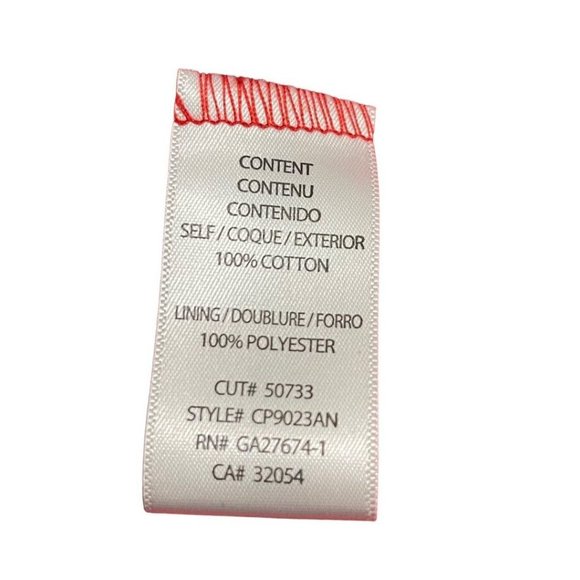 CONTENT
CONTENU
CONTENIDO
SELF / COQUE / EXTERIOR
100% COTTON
LINING / DOUBLURE / FORRO
100% POLYESTER
CUT# 50733
STYLE# CP9023AN
RN# GA27674-1
CA# 32054